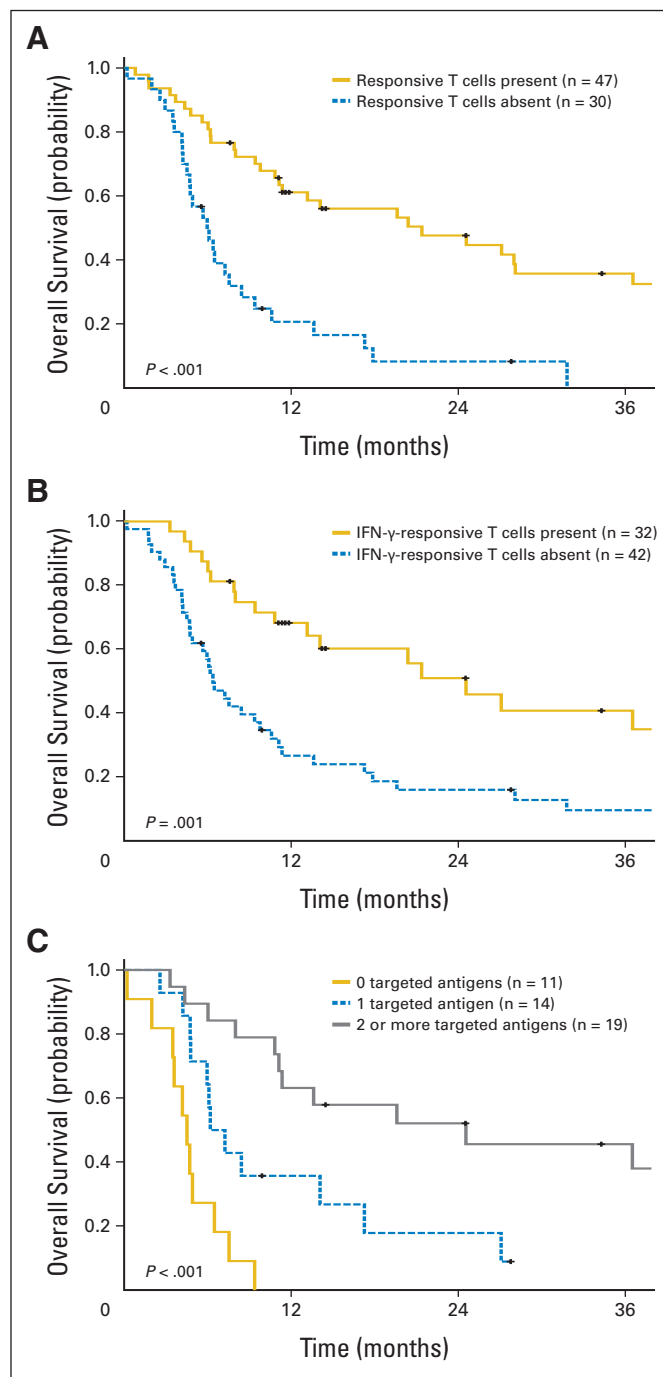 A
Overall Survival (probability)
1.0
0.8
0.6
0.4
0.2
0
Responsive T cells present (n = 47)
Responsive T cells absent (n = 30)
P < .001
12
24
36
Time (months)
B
Overall Survival (probability)
1.0
0.8
0.6
0.4
0.2
0
IFN-γ-responsive T cells present (n = 32)
IFN-γ-responsive T cells absent (n = 42)
P = .001
12
24
36
Time (months)
C
Overall Survival (probability)
1.0
0.8
0.6
0.4
0.2
0
0 targeted antigens (n = 11)
1 targeted antigen (n = 14)
2 or more targeted antigens (n = 19)
P < .001
12
24
36
Time (months)